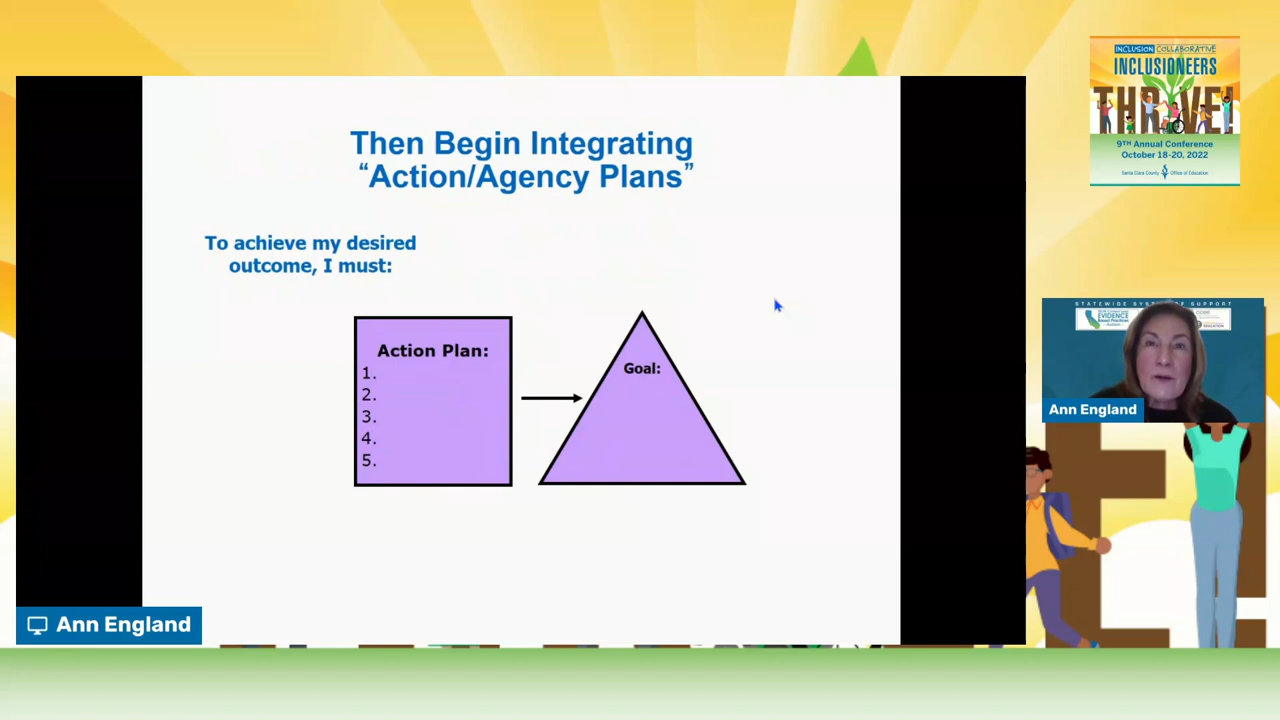 Then Begin Integrating
“Action/Agency Plans”
To achieve my desired
outcome, I must:
Action Plan:
1.
2.
3.
4.
5.
Goal:
Ann England
INCLUSION COLLABORATIVE
INCLUSIONEERS
THRIVE!
9TH Annual Conference
October 18-20, 2022
Santa Clara County Office of Education
STATEWIDE SYSTEM OF SUPPORT
EVIDENCE
Ann England